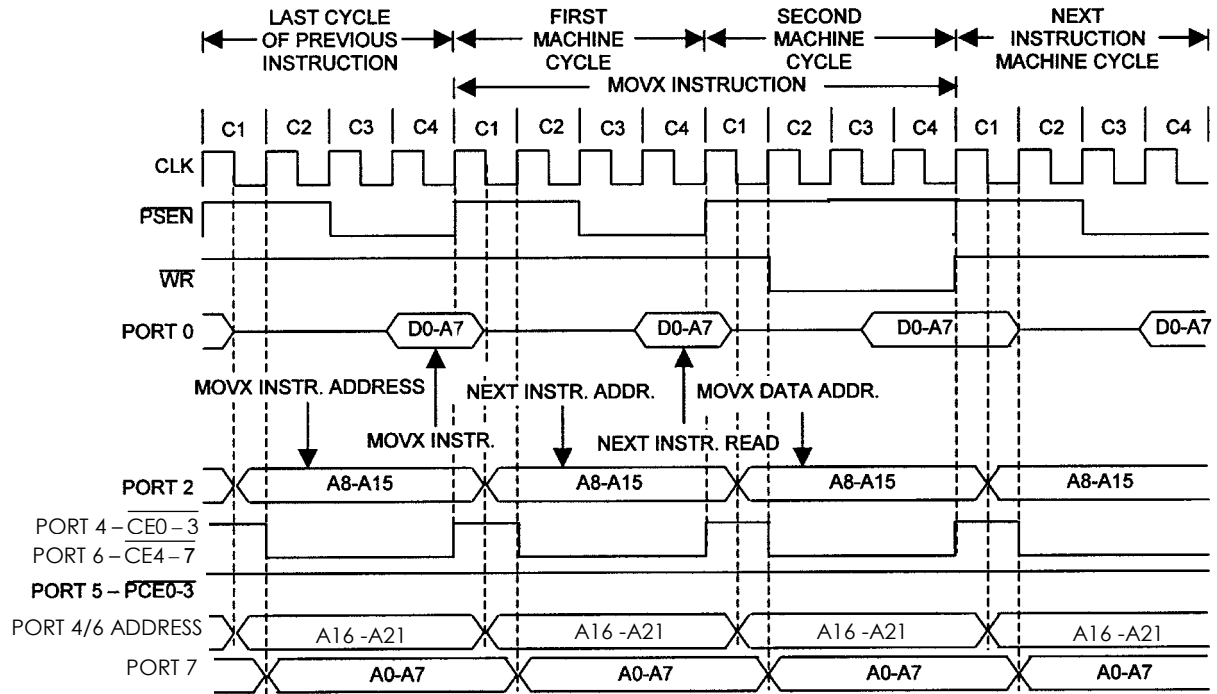 LAST CYCLE
OF PREVIOUS
INSTRUCTION
FIRST
MACHINE
CYCLE
SECOND
MACHINE
CYCLE
NEXT
INSTRUCTION
MACHINE CYCLE
MOVX INSTRUCTION
C1 C2 C3 C4 C1 C2 C3 C4 C1 C2 C3 C4 C1 C2 C3 C4
CLK
PSEN
WR
PORT 0 D0-A7 D0-A7 D0-A7 D0-A7
MOVX INSTR. ADDRESS NEXT INSTR. ADDR. MOVX DATA ADDR.
MOVX INSTR. NEXT INSTR. READ
PORT 2 A8-A15 A8-A15 A8-A15 A8-A15
PORT 4 – CE0 – 3
PORT 6 – CE4 – 7
PORT 5 – PCE0-3
PORT 4/6 ADDRESS A16 -A21 A16 -A21 A16 -A21 A16 -A21
PORT 7 A0-A7 A0-A7 A0-A7 A0-A7